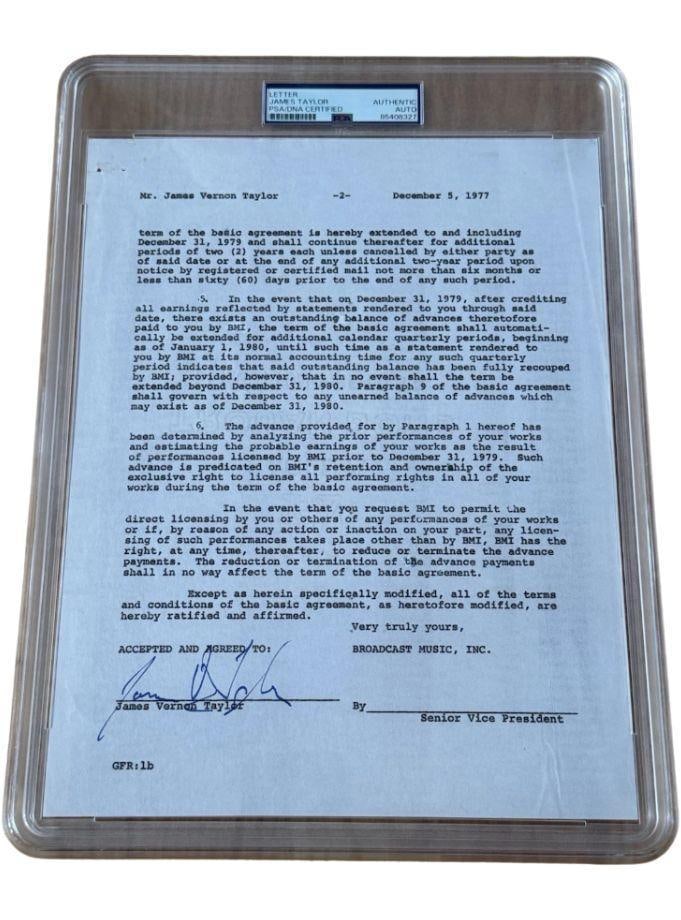 LETTER
JAMES TAYLOR AUTHENTIC
PSA/DNA CERTIFIED AUTO
PSA 85408327
Mr. James Vernon Taylor -2- December 5, 1977
term of the basic agreement is hereby extended to and including
December 31, 1979 and shall continue thereafter for additional
periods of two (2) years each unless cancelled by either party as
of said date or at the end of any additional two-year period upon
notice by registered or certified mail not more than six months or
less than sixty (60) days prior to the end of any such period.
5. In the event that on December 31, 1979, after crediting
all earnings reflected by statements rendered to you through said
date, there exists an outstanding balance of advances theretofore
paid to you by BMI, the term of the basic agreement shall automati-
cally be extended for additional calendar quarterly periods, beginning
as of January 1, 1980, until such time as a statement rendered to
you by BMI at its normal accounting time for any such quarterly
period indicates that said outstanding balance has been fully recouped
by BMI; provided, however, that in no event shall the term be
extended beyond December 31, 1980. Paragraph 9 of the basic agreement
shall govern with respect to any unearned balance of advances which
may exist as of December 31, 1980.
6. The advance provided for by Paragraph 1 hereof has
been determined by analyzing the prior performances of your works
and estimating the probable earnings of your works as the result
of performances licensed by BMI prior to December 31, 1979. Such
advance is predicated on BMI's retention and ownership of the
exclusive right to license all performing rights in all of your
works during the term of the basic agreement.
In the event that you request BMI to permit the
direct licensing by you or others of any performances of your works
or if, by reason of any action or inaction on your part, any licen-
sing of such performances takes place other than by BMI, BMI has the
right, at any time, thereafter, to reduce or terminate the advance
payments. The reduction or termination of the advance payments
shall in no way affect the term of the basic agreement.
Except as herein specifically modified, all of the terms
and conditions of the basic agreement, as heretofore modified, are
hereby ratified and affirmed.
Very truly yours,
ACCEPTED AND AGREED TO: BROADCAST MUSIC, INC.
James V Taylor
James Vernon Taylor By
Senior Vice President
GFR:lb